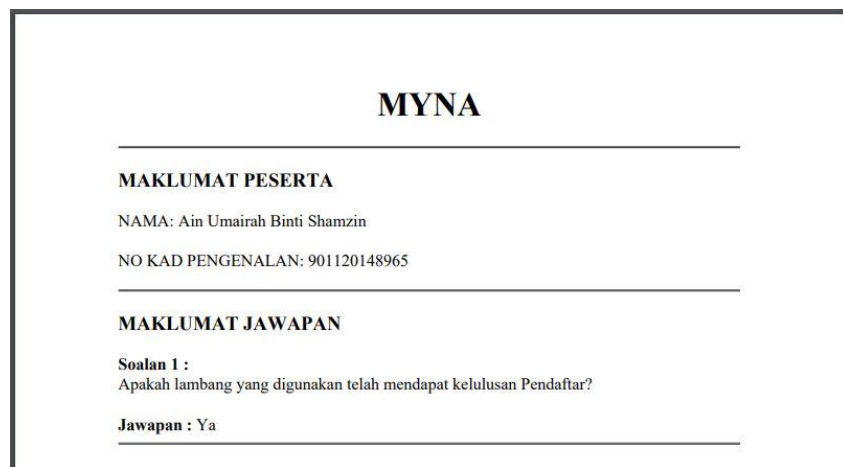 MYNA
MAKLUMAT PESERTA
NAMA: Ain Umairah Binti Shamzin
NO KAD PENGENALAN: 901120148965
MAKLUMAT JAWAPAN
Soalan 1 :
Apakah lambang yang digunakan telah mendapat kelulusan Pendaftar?
Jawapan : Ya